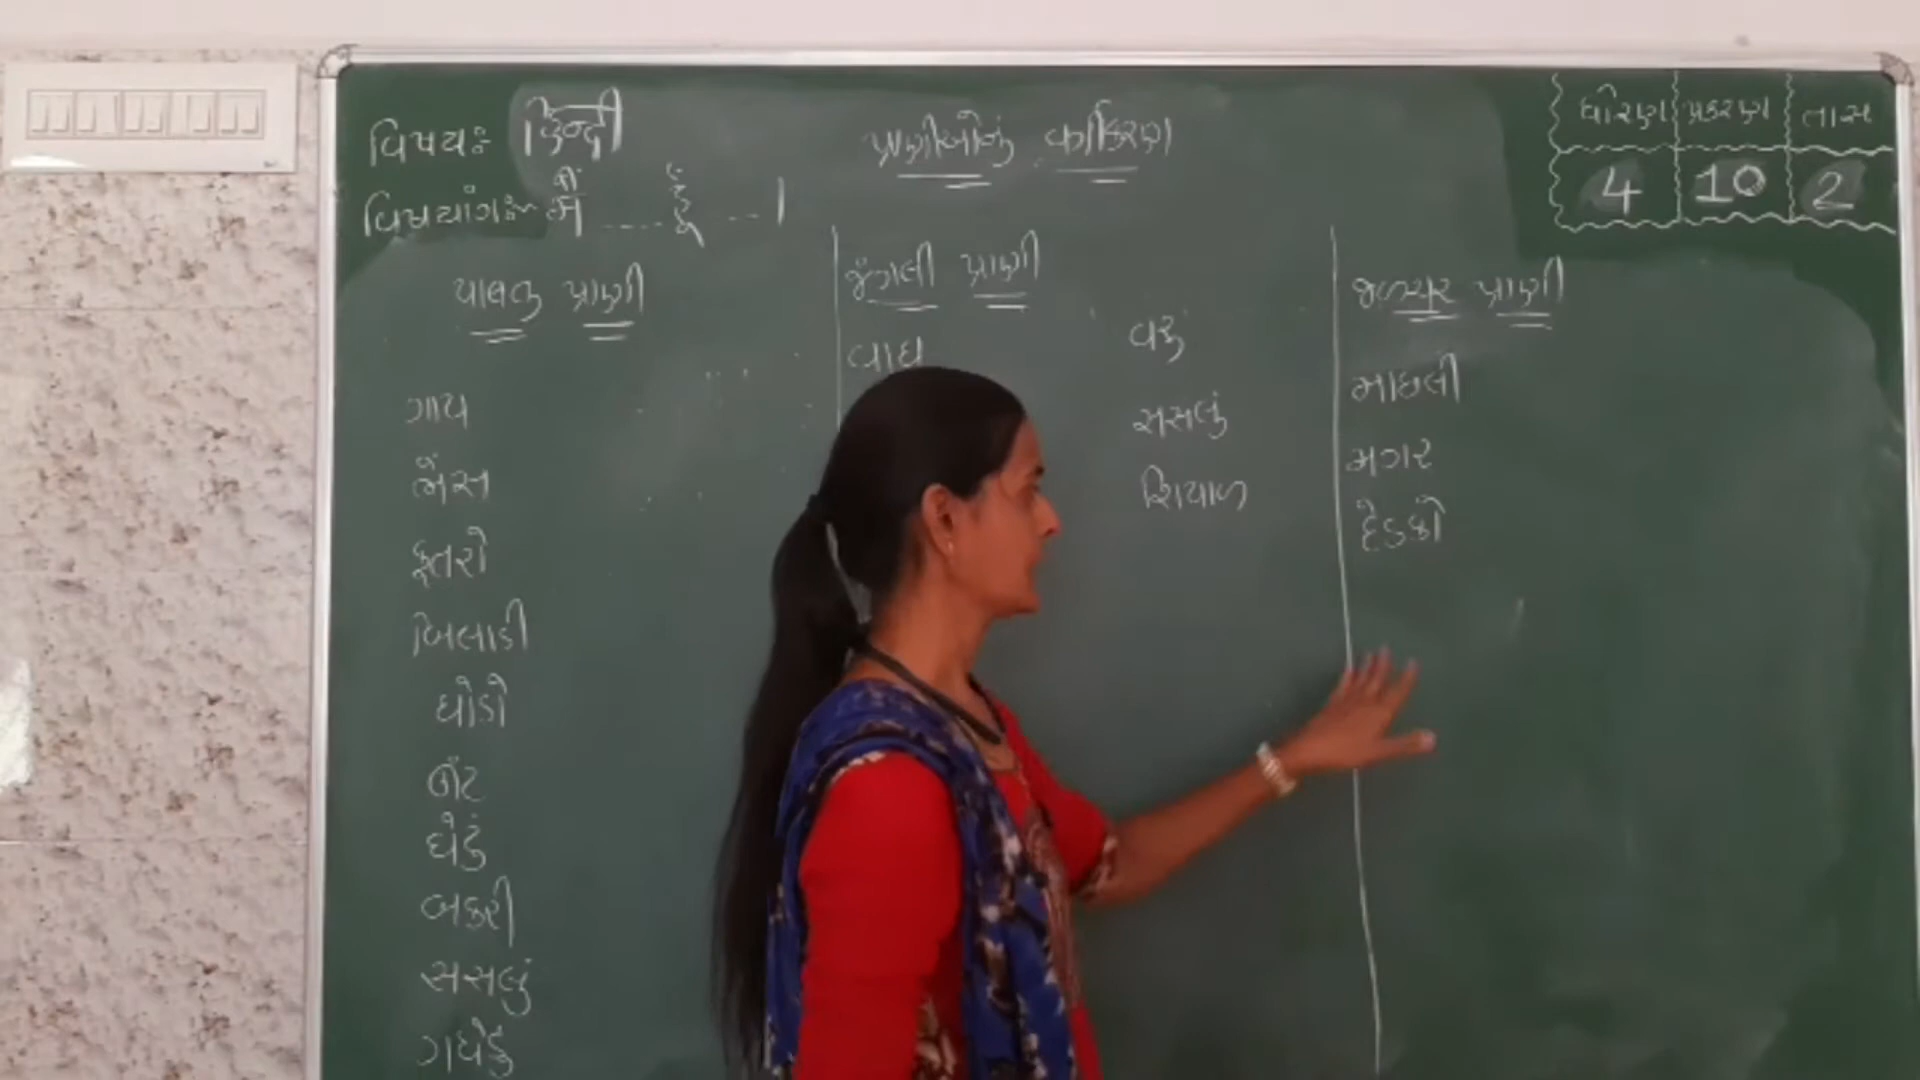 વિષય: हिन्दी
વિષયાંગ:- मैं .... हूँ ... ।
પ્રાણીઓનું વર્ગીકરણ
ધોરણ પ્રકરણ તાસ
4 10 2
પાલતુ પ્રાણી
ગાય
ભેંસ
કૂતરો
બિલાડી
ઘોડો
ઊંટ
ઘેટું
બકરી
સસલું
ગધેડું
જંગલી પ્રાણી
વાઘ
વરુ
સસલું
શિયાળ
જળચર પ્રાણી
માછલી
મગર
દેડકો